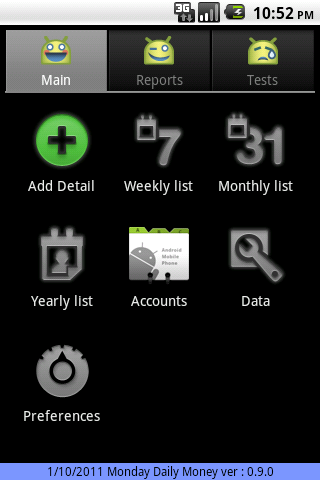 3G 10:52 PM
Main Reports Tests
7 31
Add Detail Weekly list Monthly list
Android
Mobile
Phone
Yearly list Accounts Data
Preferences
1/10/2011 Monday Daily Money ver : 0.9.0